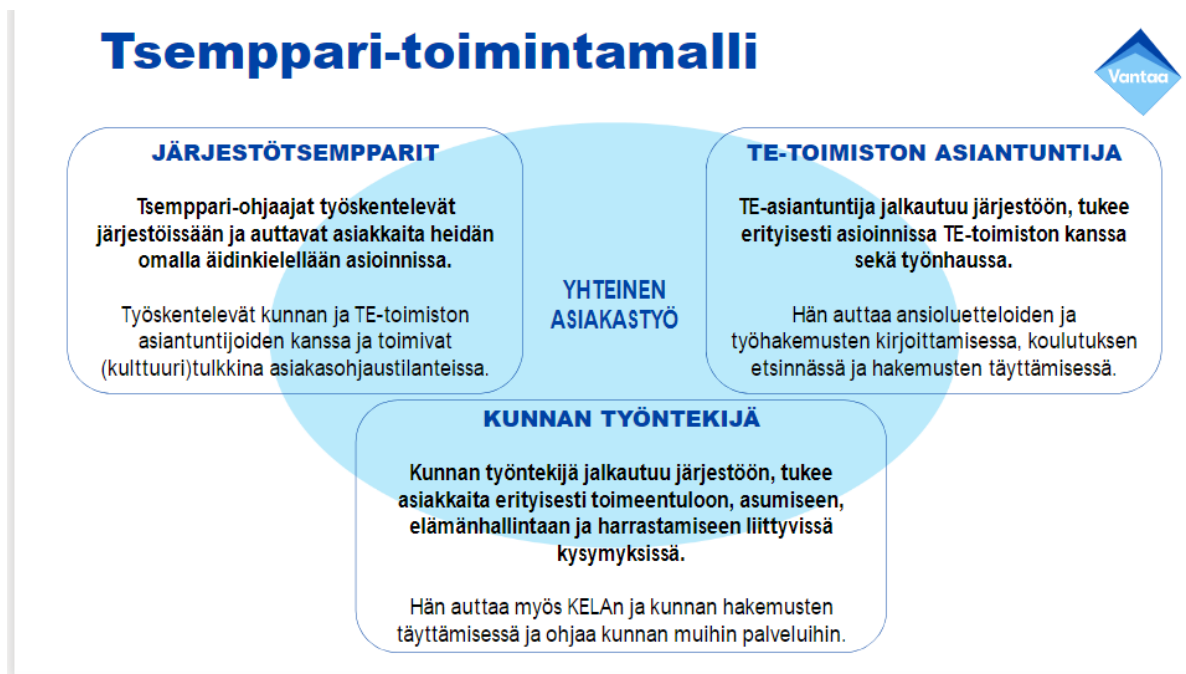 Tsemppari-toimintamalli
Vantaa
JÄRJESTÖTSEMPPARIT
Tsemppari-ohjaajat työskentelevät
järjestöissään ja auttavat asiakkaita heidän
omalla äidinkielellään asioinnissa.
Työskentelevät kunnan ja TE-toimiston
asiantuntijoiden kanssa ja toimivat
(kulttuuri)tulkkina asiakasohjaustilanteissa.
YHTEINEN
ASIAKASTYÖ
TE-TOIMISTON ASIANTUNTIJA
TE-asiantuntija jalkautuu järjestöön, tukee
erityisesti asioinnissa TE-toimiston kanssa
sekä työnhaussa.
Hän auttaa ansioluetteloiden ja
työhakemusten kirjoittamisessa, koulutuksen
etsinnässä ja hakemusten täyttämisessä.
KUNNAN TYÖNTEKIJÄ
Kunnan työntekijä jalkautuu järjestöön, tukee
asiakkaita erityisesti toimeentuloon, asumiseen,
elämänhallintaan ja harrastamiseen liittyvissä
kysymyksissä.
Hän auttaa myös KELAn ja kunnan hakemusten
täyttämisessä ja ohjaa kunnan muihin palveluihin.